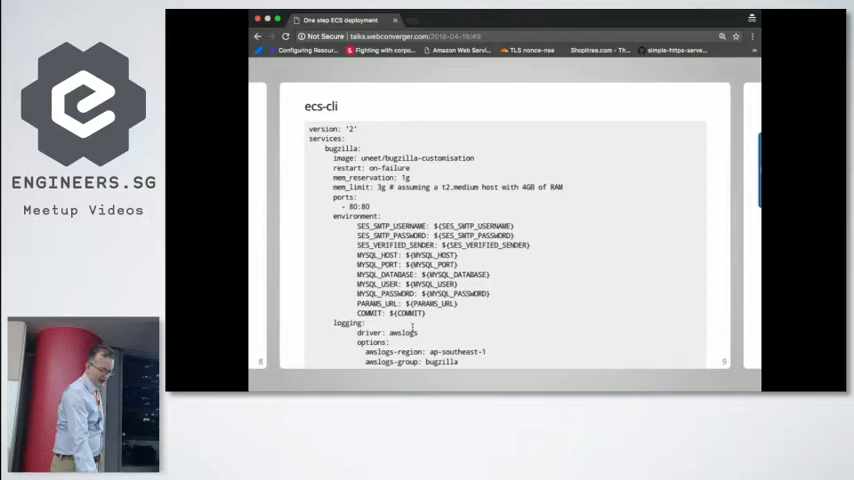 One step ECS deployment
Not Secure | talks.webconverger.com/2018-04-19/#9
Configuring Resour... Fighting with corpo... Amazon Web Servi... TLS nonce-nse Shopitree.com - Th... simple-https-serve...
ENGINEERS.SG
Meetup Videos
ecs-cli
version: '2'
services:
bugzilla:
image: uneet/bugzilla-customisation
restart: on-failure
mem_reservation: 1g
mem_limit: 3g # assuming a t2.medium host with 4GB of RAM
ports:
- 80:80
environment:
SES_SMTP_USERNAME: ${SES_SMTP_USERNAME}
SES_SMTP_PASSWORD: ${SES_SMTP_PASSWORD}
SES_VERIFIED_SENDER: ${SES_VERIFIED_SENDER}
MYSQL_HOST: ${MYSQL_HOST}
MYSQL_PORT: ${MYSQL_PORT}
MYSQL_DATABASE: ${MYSQL_DATABASE}
MYSQL_USER: ${MYSQL_USER}
MYSQL_PASSWORD: ${MYSQL_PASSWORD}
PARAMS_URL: ${PARAMS_URL}
COMMIT: ${COMMIT}
logging:
driver: awslogs
options:
awslogs-region: ap-southeast-1
awslogs-group: bugzilla
8
9